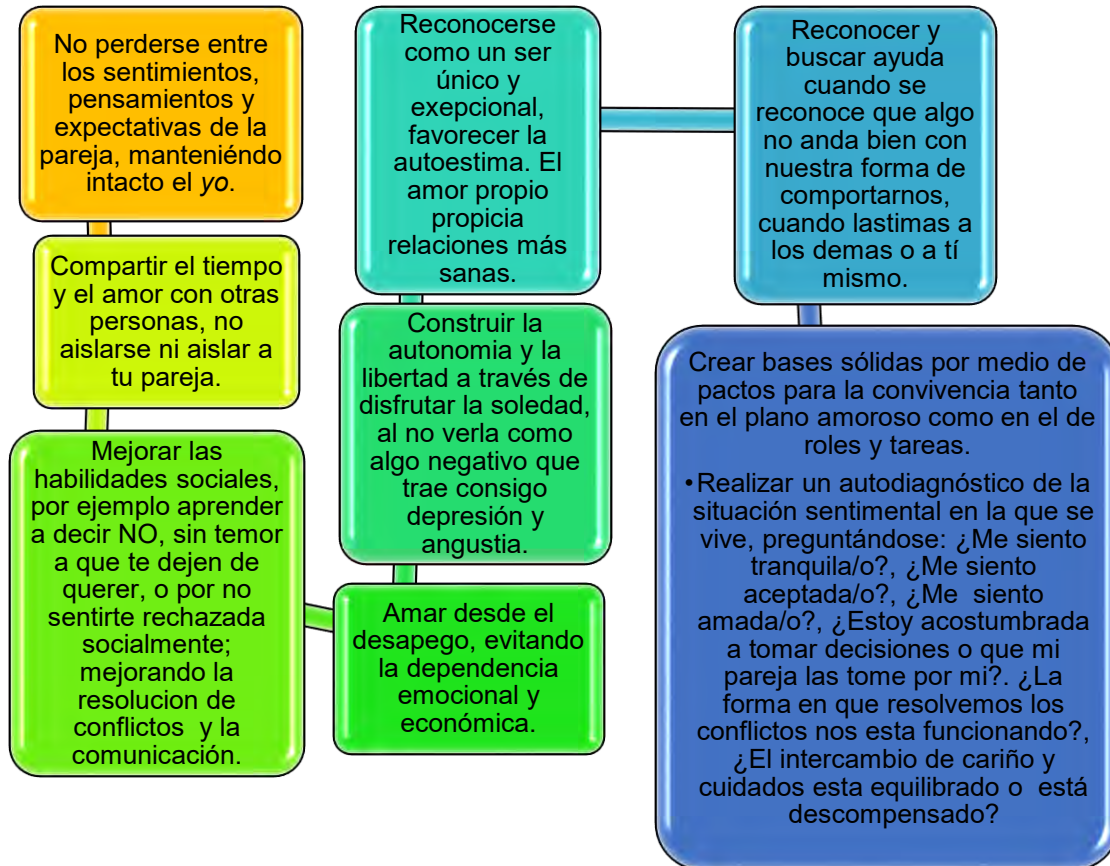 No perderse entre
los sentimientos,
pensamientos y
expectativas de la
pareja, manteniéndo
intacto el yo.
Compartir el tiempo
y el amor con otras
personas, no
aislarse ni aislar a
tu pareja.
Mejorar las
habilidades sociales,
por ejemplo aprender
a decir NO, sin temor
a que te dejen de
querer, o por no
sentirte rechazada
socialmente;
mejorando la
resolucion de
conflictos y la
comunicación.
Amar desde el
desapego, evitando
la dependencia
emocional y
económica.
Construir la
autonomia y la
libertad a través de
disfrutar la soledad,
al no verla como
algo negativo que
trae consigo
depresión y
angustia.
Reconocerse
como un ser
único y
exepcional,
favorecer la
autoestima. El
amor propio
propicia
relaciones más
sanas.
Reconocer y
buscar ayuda
cuando se
reconoce que algo
no anda bien con
nuestra forma de
comportarnos,
cuando lastimas a
los demas o a tí
mismo.
Crear bases sólidas por medio de
pactos para la convivencia tanto
en el plano amoroso como en el de
roles y tareas.
•Realizar un autodiagnóstico de la
situación sentimental en la que se
vive, preguntándose: ¿Me siento
tranquila/o?, ¿Me siento
aceptada/o?, ¿Me siento
amada/o?, ¿Estoy acostumbrada
a tomar decisiones o que mi
pareja las tome por mi?. ¿La
forma en que resolvemos los
conflictos nos esta funcionando?,
¿El intercambio de cariño y
cuidados esta equilibrado o está
descompensado?